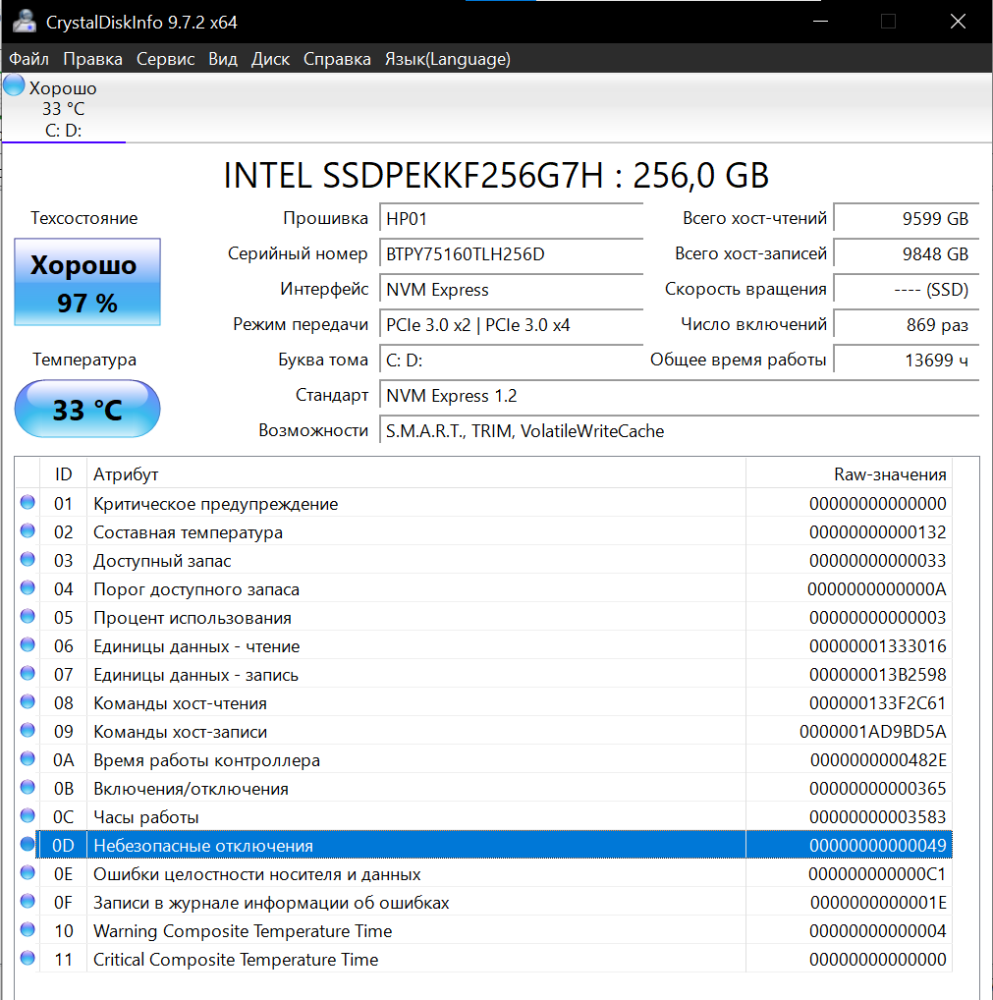 CrystalDiskInfo 9.7.2 x64
Файл Правка Сервис Вид Диск Справка Язык(Language)
Хорошо
33 °C
C: D:
INTEL SSDPEKKF256G7H : 256,0 GB
Техсостояние
Хорошо
97 %
Температура
33 °C
Прошивка HP01
Серийный номер BTPY75160TLH256D
Интерфейс NVM Express
Режим передачи PCIe 3.0 x2 | PCIe 3.0 x4
Буква тома C: D:
Стандарт NVM Express 1.2
Возможности S.M.A.R.T., TRIM, VolatileWriteCache
Всего хост-чтений 9599 GB
Всего хост-записей 9848 GB
Скорость вращения ---- (SSD)
Число включений 869 раз
Общее время работы 13699 ч
ID Атрибут Raw-значения
01 Критическое предупреждение 00000000000000
02 Составная температура 00000000000132
03 Доступный запас 00000000000033
04 Порог доступного запаса 0000000000000A
05 Процент использования 00000000000003
06 Единицы данных - чтение 00000001333016
07 Единицы данных - запись 000000013B2598
08 Команды хост-чтения 000000133F2C61
09 Команды хост-записи 0000001AD9BD5A
0A Время работы контроллера 0000000000482E
0B Включения/отключения 00000000000365
0C Часы работы 00000000003583
0D Небезопасные отключения 00000000000049
0E Ошибки целостности носителя и данных 000000000000C1
0F Записи в журнале информации об ошибках 0000000000001E
10 Warning Composite Temperature Time 00000000000004
11 Critical Composite Temperature Time 00000000000000